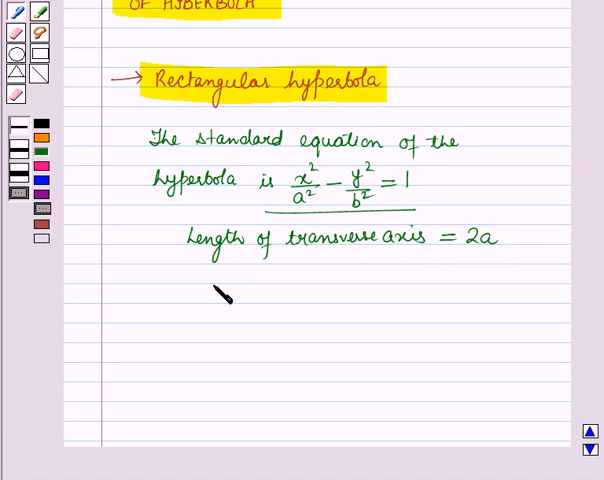 OF HYBERBOLA
→ Rectangular hyperbola
The standard equation of the
hyperbola is x²/a² − y²/b² = 1
Length of transverse axis = 2a